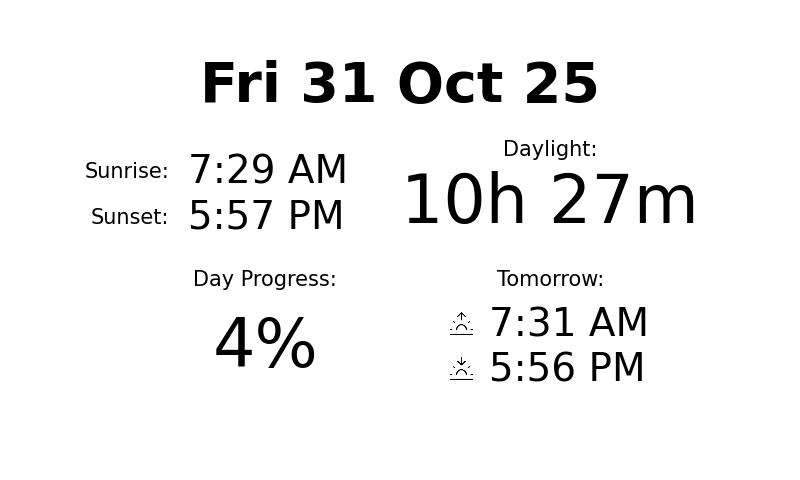 Fri 31 Oct 25
Sunrise: 7:29 AM
Sunset: 5:57 PM
Daylight:
10h 27m
Day Progress:
4%
Tomorrow:
7:31 AM
5:56 PM